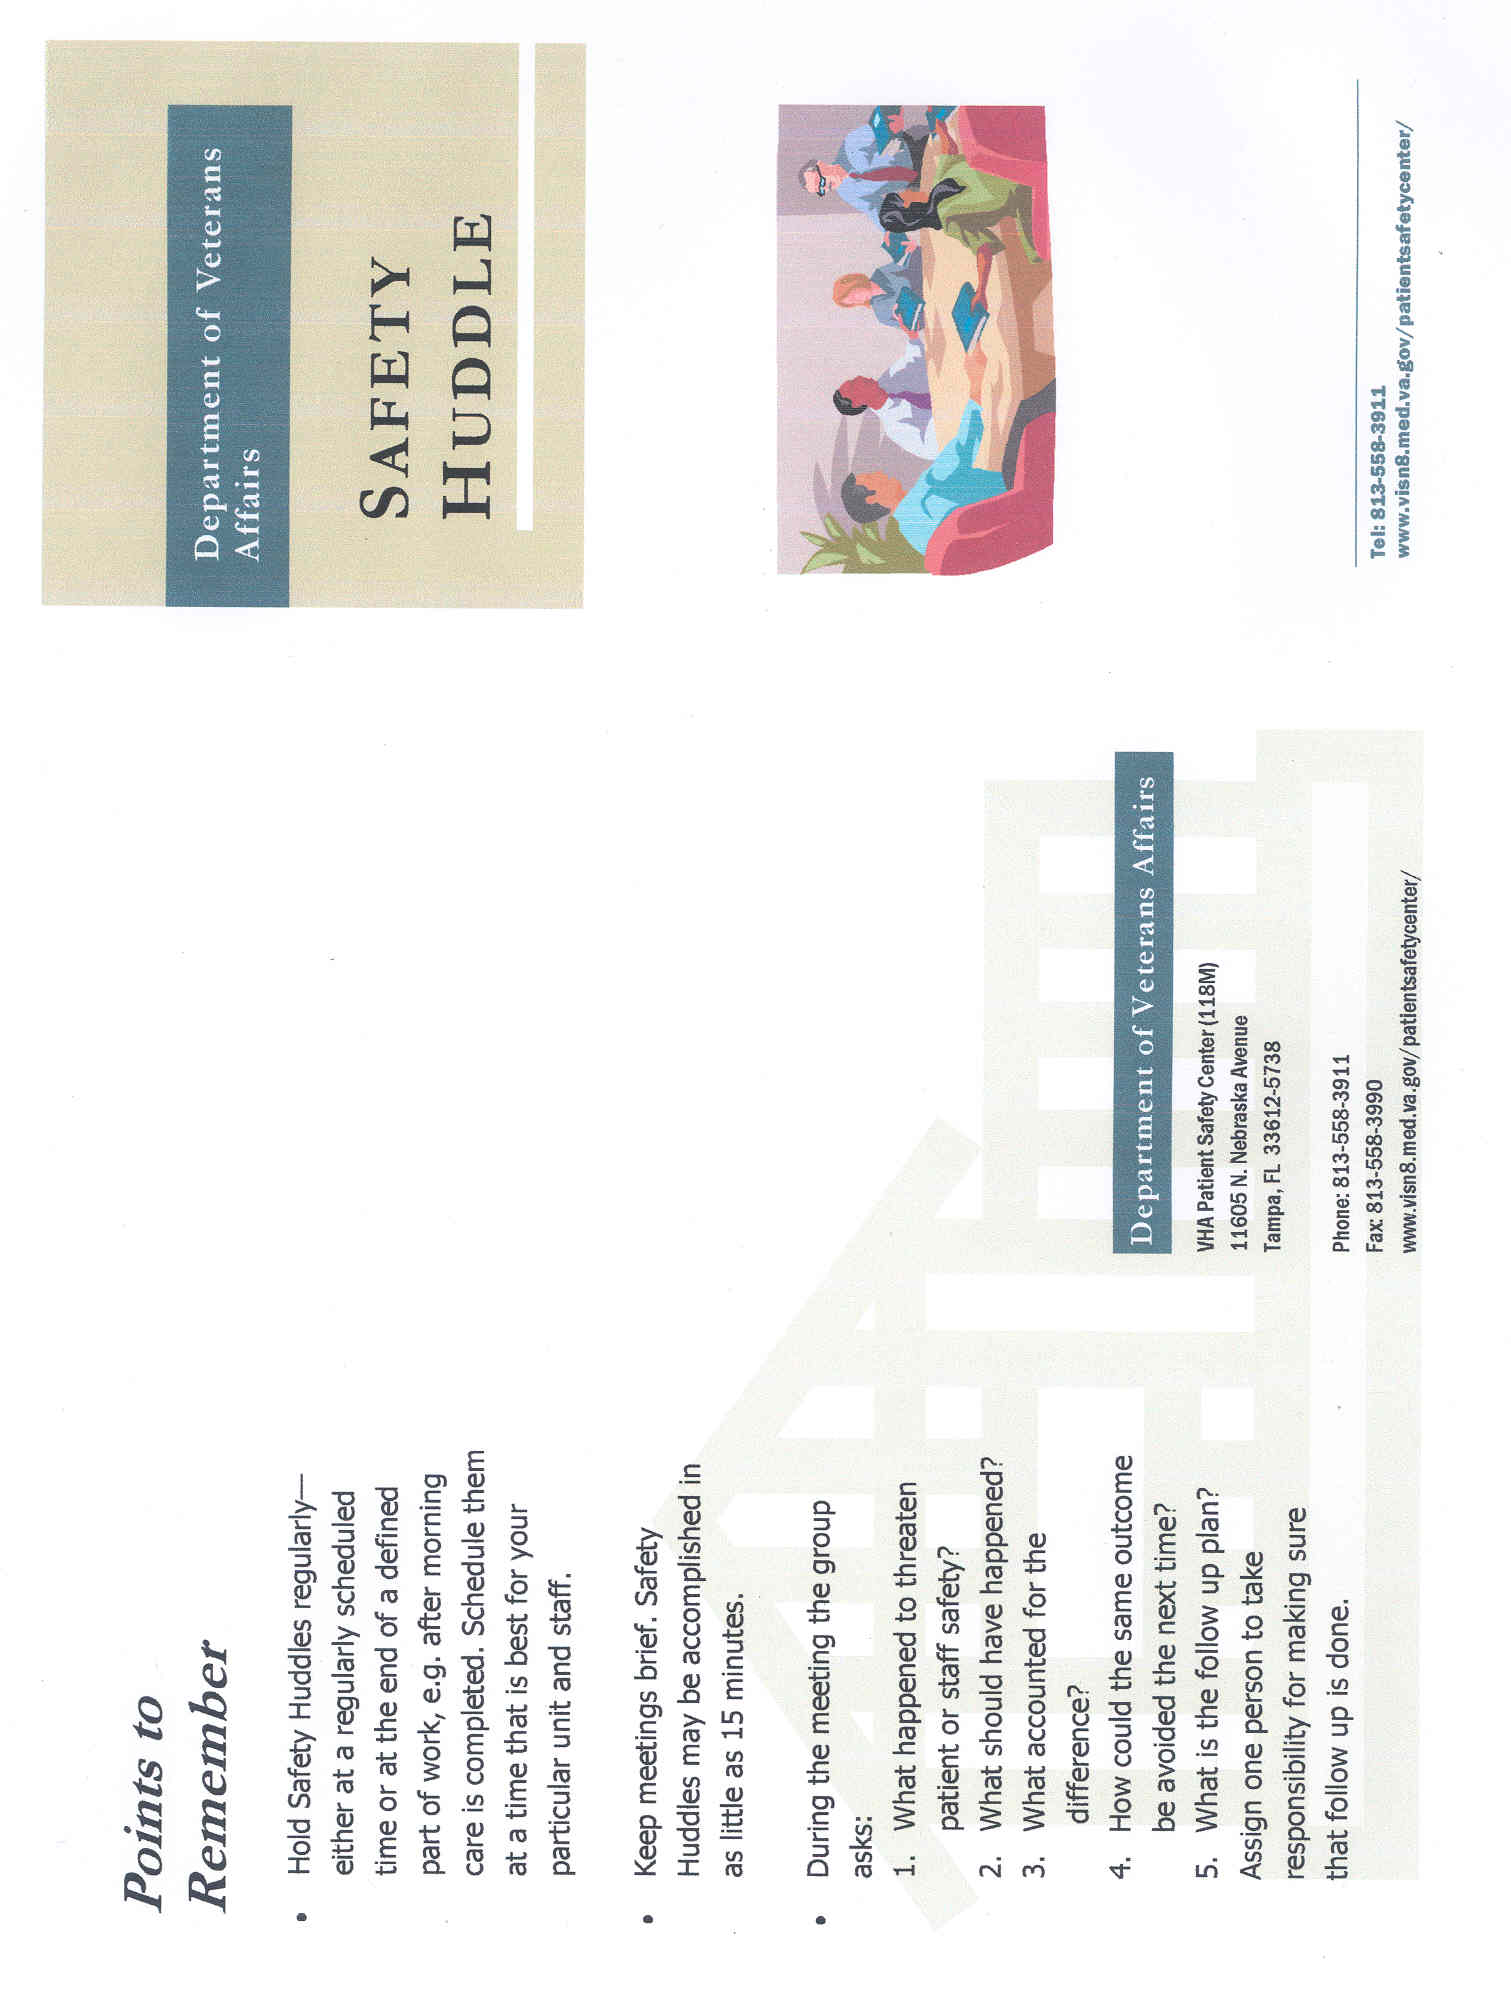 Points to
Remember
• Hold Safety Huddles regularly—
either at a regularly scheduled
time or at the end of a defined
part of work, e.g. after morning
care is completed. Schedule them
at a time that is best for your
particular unit and staff.
• Keep meetings brief. Safety
Huddles may be accomplished in
as little as 15 minutes.
• During the meeting the group
asks:
1. What happened to threaten
patient or staff safety?
2. What should have happened?
3. What accounted for the
difference?
4. How could the same outcome
be avoided the next time?
5. What is the follow up plan?
Assign one person to take
responsibility for making sure
that follow up is done.
Department of Veterans Affairs
VHA Patient Safety Center (118M)
11605 N. Nebraska Avenue
Tampa, FL 33612-5738
Phone: 813-558-3911
Fax: 813-558-3990
www.visn8.med.va.gov/patientsafetycenter/
Department of Veterans
Affairs
SAFETY
HUDDLE
Tel: 813-558-3911
www.visn8.med.va.gov/patientsafetycenter/